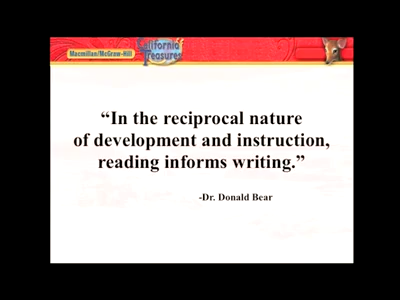 Macmillan/McGraw-Hill
California
Treasures
“In the reciprocal nature
of development and instruction,
reading informs writing.”
-Dr. Donald Bear